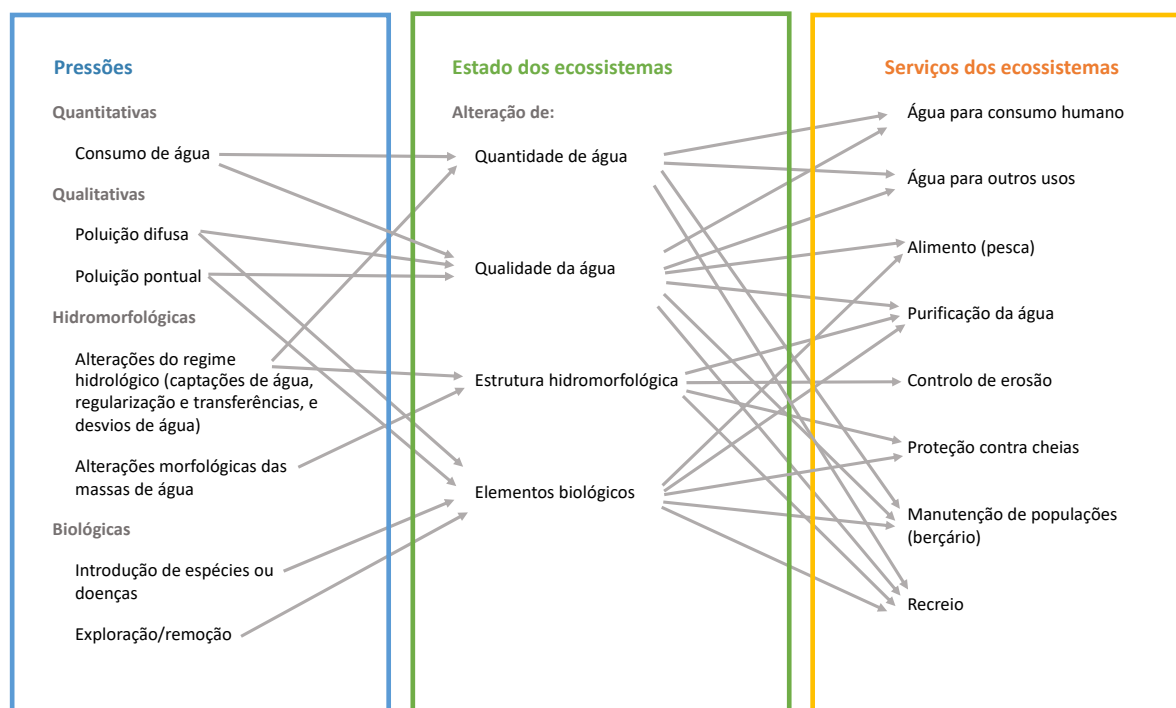 Pressões
Quantitativas
Consumo de água
Qualitativas
Poluição difusa
Poluição pontual
Hidromorfológicas
Alterações do regime
hidrológico (captações de água,
regularização e transferências, e
desvios de água)
Alterações morfológicas das
massas de água
Biológicas
Introdução de espécies ou
doenças
Exploração/remoção
Estado dos ecossistemas
Alteração de:
Quantidade de água
Qualidade da água
Estrutura hidromorfológica
Elementos biológicos
Serviços dos ecossistemas
Água para consumo humano
Água para outros usos
Alimento (pesca)
Purificação da água
Controlo de erosão
Proteção contra cheias
Manutenção de populações
(berçário)
Recreio